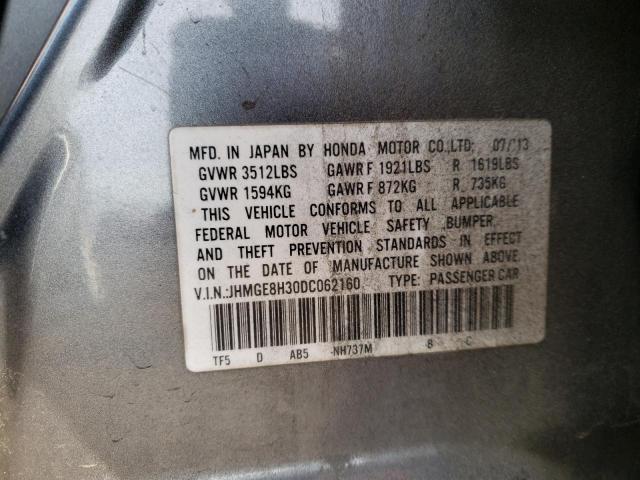 MFD. IN JAPAN BY HONDA MOTOR CO.,LTD. 07/'13
GVWR 3512LBS GAWR F 1921LBS R 1619LBS
GVWR 1594KG GAWR F 872KG R 735KG
THIS VEHICLE CONFORMS TO ALL APPLICABLE
FEDERAL MOTOR VEHICLE SAFETY ,BUMPER,
AND THEFT PREVENTION STANDARDS IN EFFECT
ON THE DATE OF MANUFACTURE SHOWN ABOVE.
V.I.N.:JHMGE8H30DC062160 TYPE: PASSENGER CAR
TF5 D AB5 -NH737M B -C